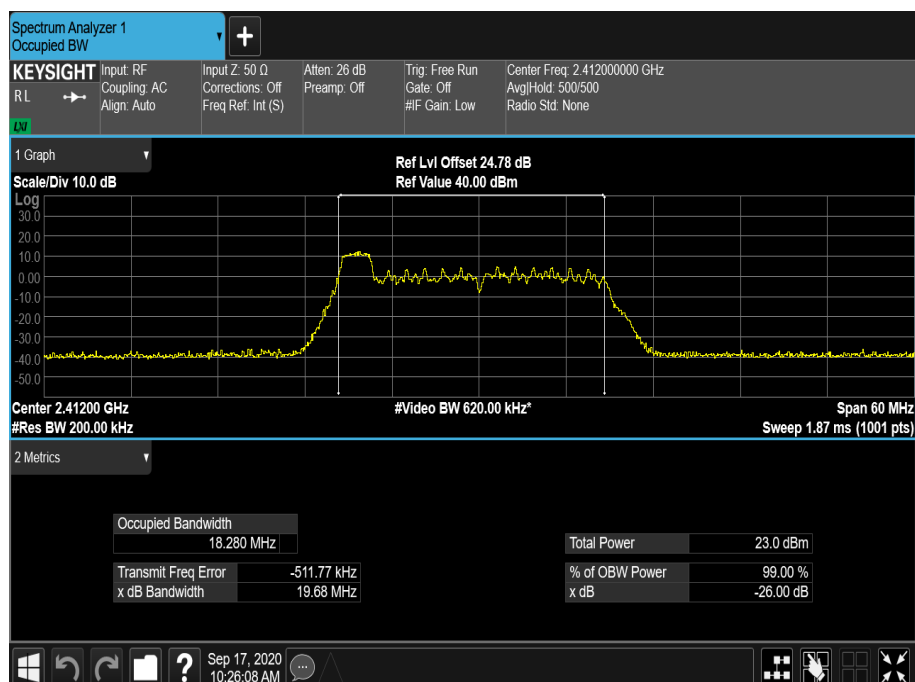 Spectrum Analyzer 1
Occupied BW
KEYSIGHT Input: RF Input Z: 50 Ω Atten: 26 dB Trig: Free Run Center Freq: 2.412000000 GHz
RL Coupling: AC Corrections: Off Preamp: Off Gate: Off Avg|Hold: 500/500
Align: Auto Freq Ref: Int (S) #IF Gain: Low Radio Std: None
LXI
1 Graph
Ref Lvl Offset 24.78 dB
Scale/Div 10.0 dB Ref Value 40.00 dBm
Log
30.0
20.0
10.0
0.00
-10.0
-20.0
-30.0
-40.0
-50.0
Center 2.41200 GHz #Video BW 620.00 kHz* Span 60 MHz
#Res BW 200.00 kHz Sweep 1.87 ms (1001 pts)
2 Metrics
Occupied Bandwidth
18.280 MHz Total Power 23.0 dBm
Transmit Freq Error -511.77 kHz % of OBW Power 99.00 %
x dB Bandwidth 19.68 MHz x dB -26.00 dB
Sep 17, 2020
10:26:08 AM